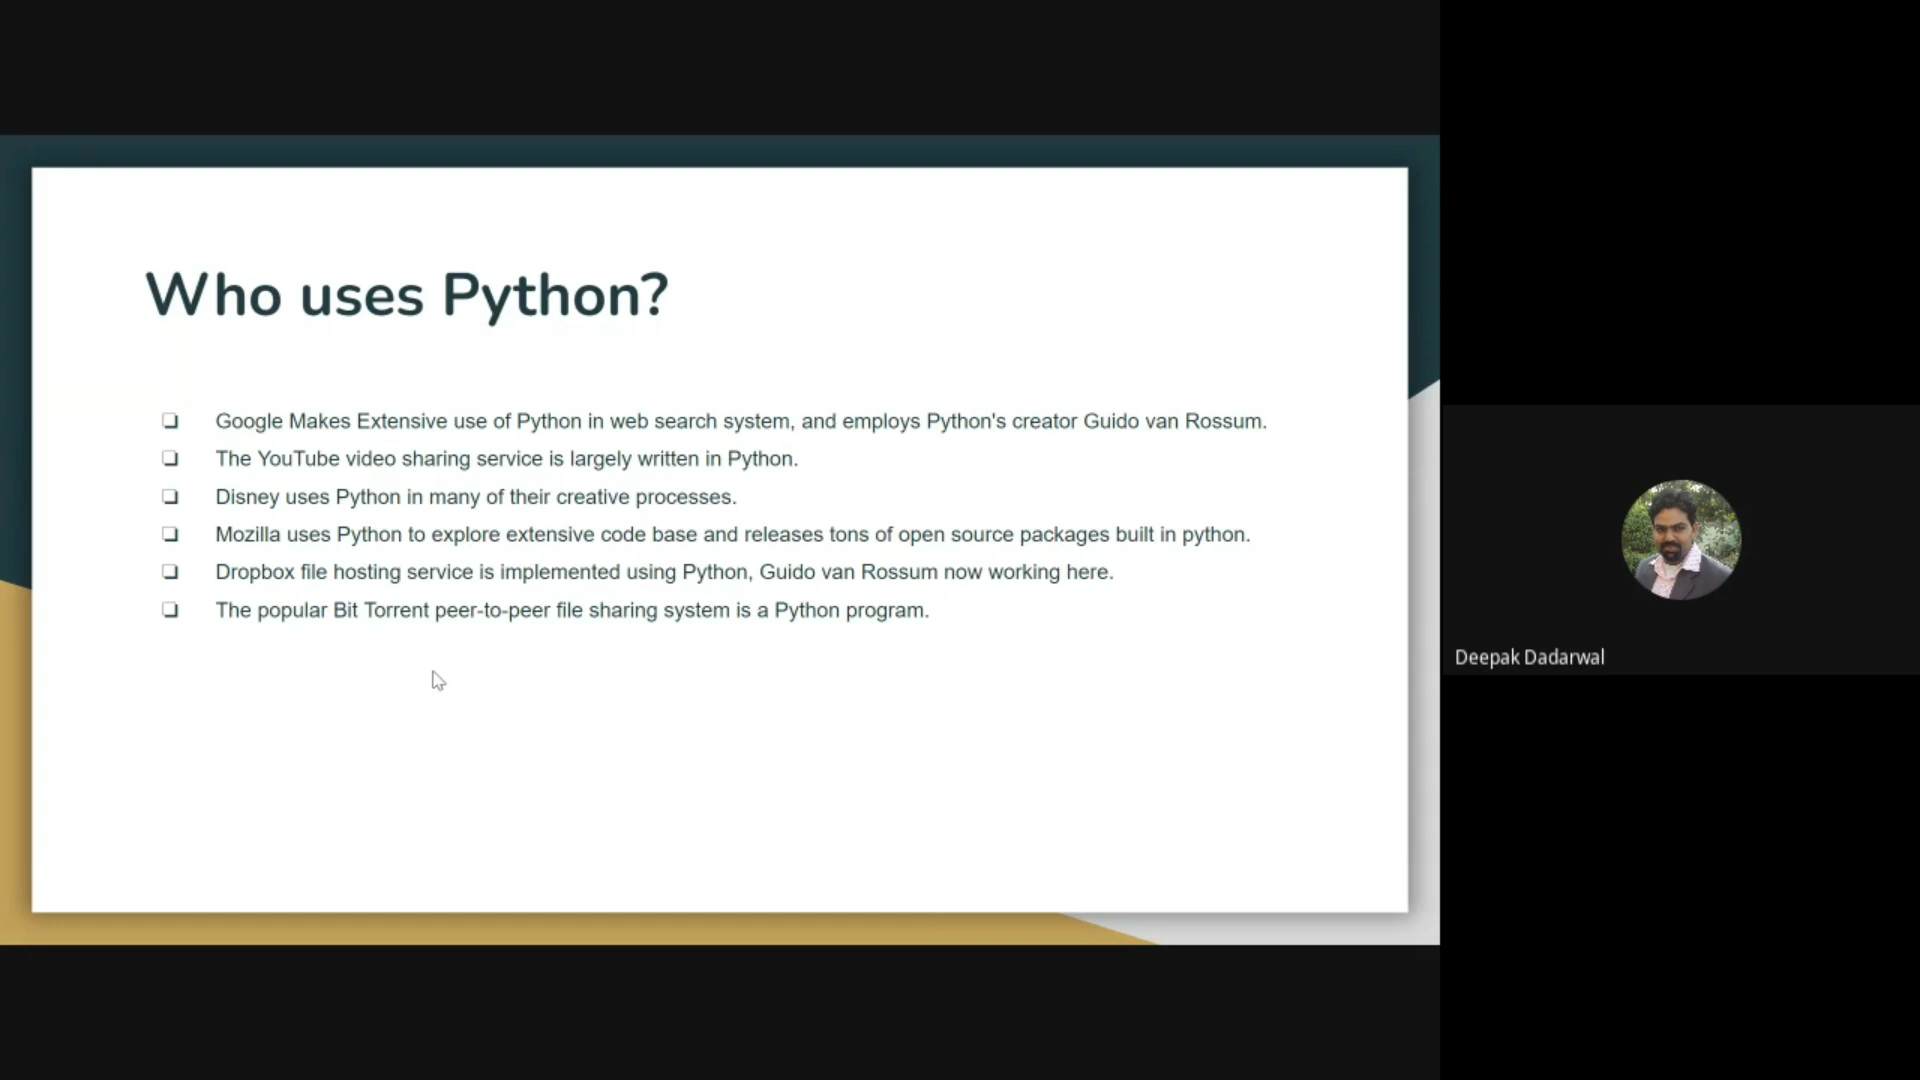 Who uses Python?
Google Makes Extensive use of Python in web search system, and employs Python's creator Guido van Rossum.
The YouTube video sharing service is largely written in Python.
Disney uses Python in many of their creative processes.
Mozilla uses Python to explore extensive code base and releases tons of open source packages built in python.
Dropbox file hosting service is implemented using Python, Guido van Rossum now working here.
The popular Bit Torrent peer-to-peer file sharing system is a Python program.
Deepak Dadarwal